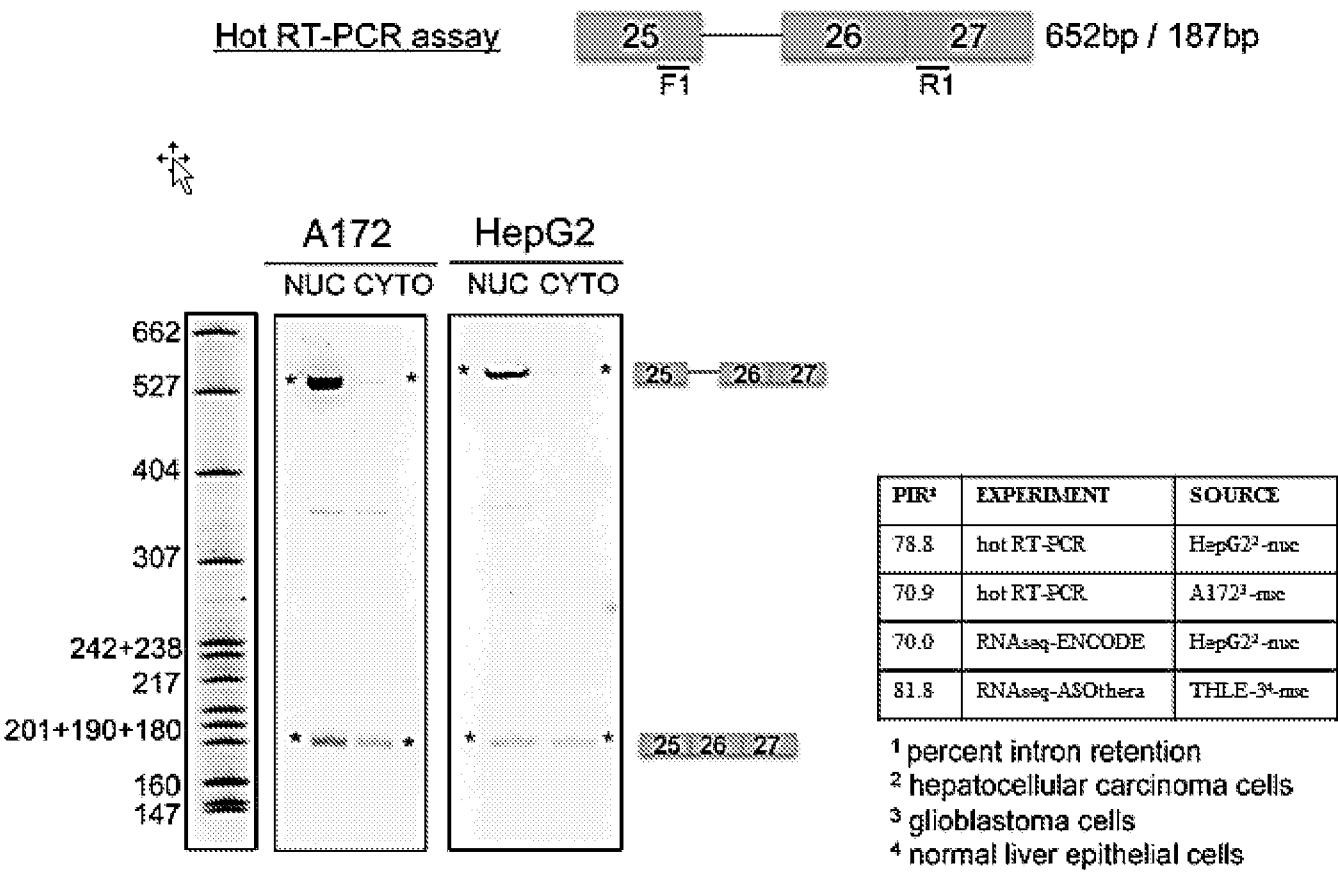 Hot RT-PCR assay
25 26 27 652bp / 187bp
F1 R1
A172 HepG2
NUC CYTO NUC CYTO
662
527
404
307
242+238
217
201+190+180
160
147
* * * *
25 26 27
* * * *
25 26 27
PIR¹ EXPERIMENT SOURCE
78.8 hot RT-PCR HepG2²-nuc
70.9 hot RT-PCR A172³-nuc
70.0 RNAseq-ENCODE HepG2²-nuc
81.8 RNAseq-ASOthera THLE-3⁴-nuc
¹ percent intron retention
² hepatocellular carcinoma cells
³ glioblastoma cells
⁴ normal liver epithelial cells